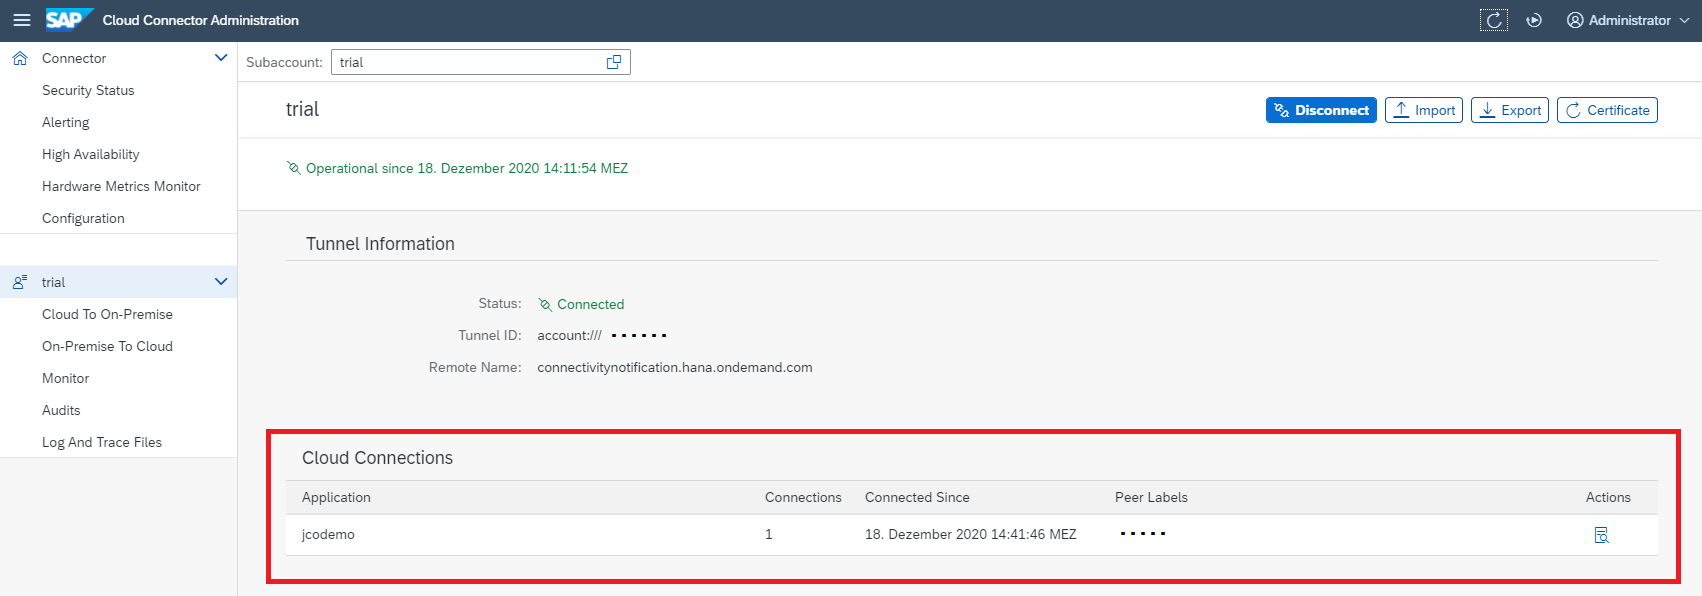 SAP Cloud Connector Administration Administrator
Connector
Security Status
Alerting
High Availability
Hardware Metrics Monitor
Configuration
trial
Cloud To On-Premise
On-Premise To Cloud
Monitor
Audits
Log And Trace Files
Subaccount: trial
trial Disconnect Import Export Certificate
Operational since 18. Dezember 2020 14:11:54 MEZ
Tunnel Information
Status: Connected
Tunnel ID: account:///
Remote Name: connectivitynotification.hana.ondemand.com
Cloud Connections
Application Connections Connected Since Peer Labels Actions
jcodemo 1 18. Dezember 2020 14:41:46 MEZ